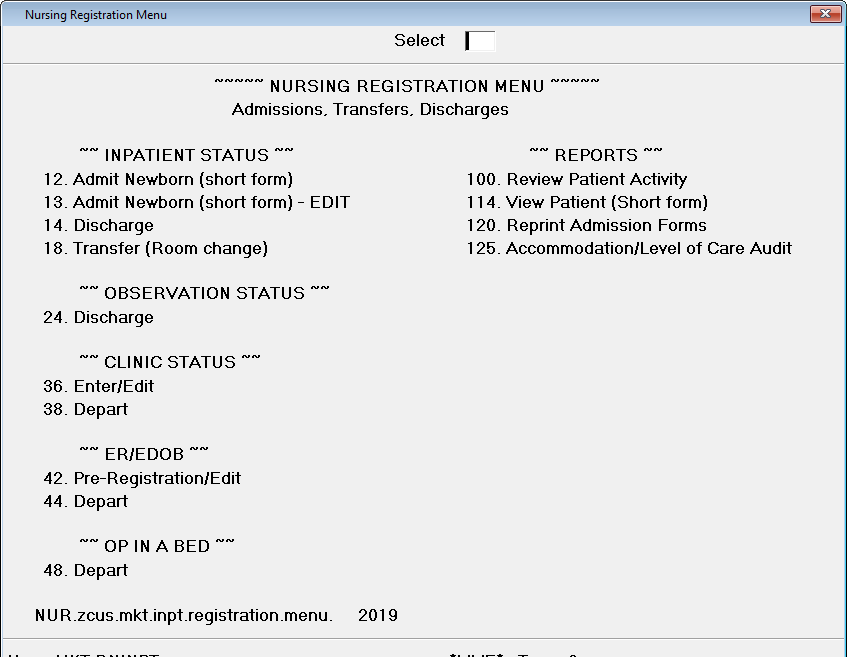 Nursing Registration Menu
Select
~~~~~ NURSING REGISTRATION MENU ~~~~~
Admissions, Transfers, Discharges
~~ INPATIENT STATUS ~~
12. Admit Newborn (short form)
13. Admit Newborn (short form) - EDIT
14. Discharge
18. Transfer (Room change)
~~ OBSERVATION STATUS ~~
24. Discharge
~~ CLINIC STATUS ~~
36. Enter/Edit
38. Depart
~~ ER/EDOB ~~
42. Pre-Registration/Edit
44. Depart
~~ OP IN A BED ~~
48. Depart
~~ REPORTS ~~
100. Review Patient Activity
114. View Patient (Short form)
120. Reprint Admission Forms
125. Accommodation/Level of Care Audit
NUR.zcus.mkt.inpt.registration.menu. 2019